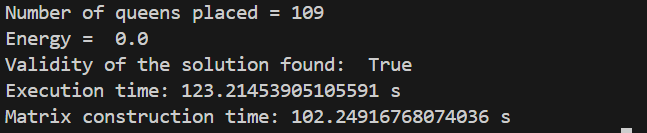 Number of queens placed = 109
Energy =  0.0
Validity of the solution found:  True
Execution time: 123.21453905105591 s
Matrix construction time: 102.24916768074036 s